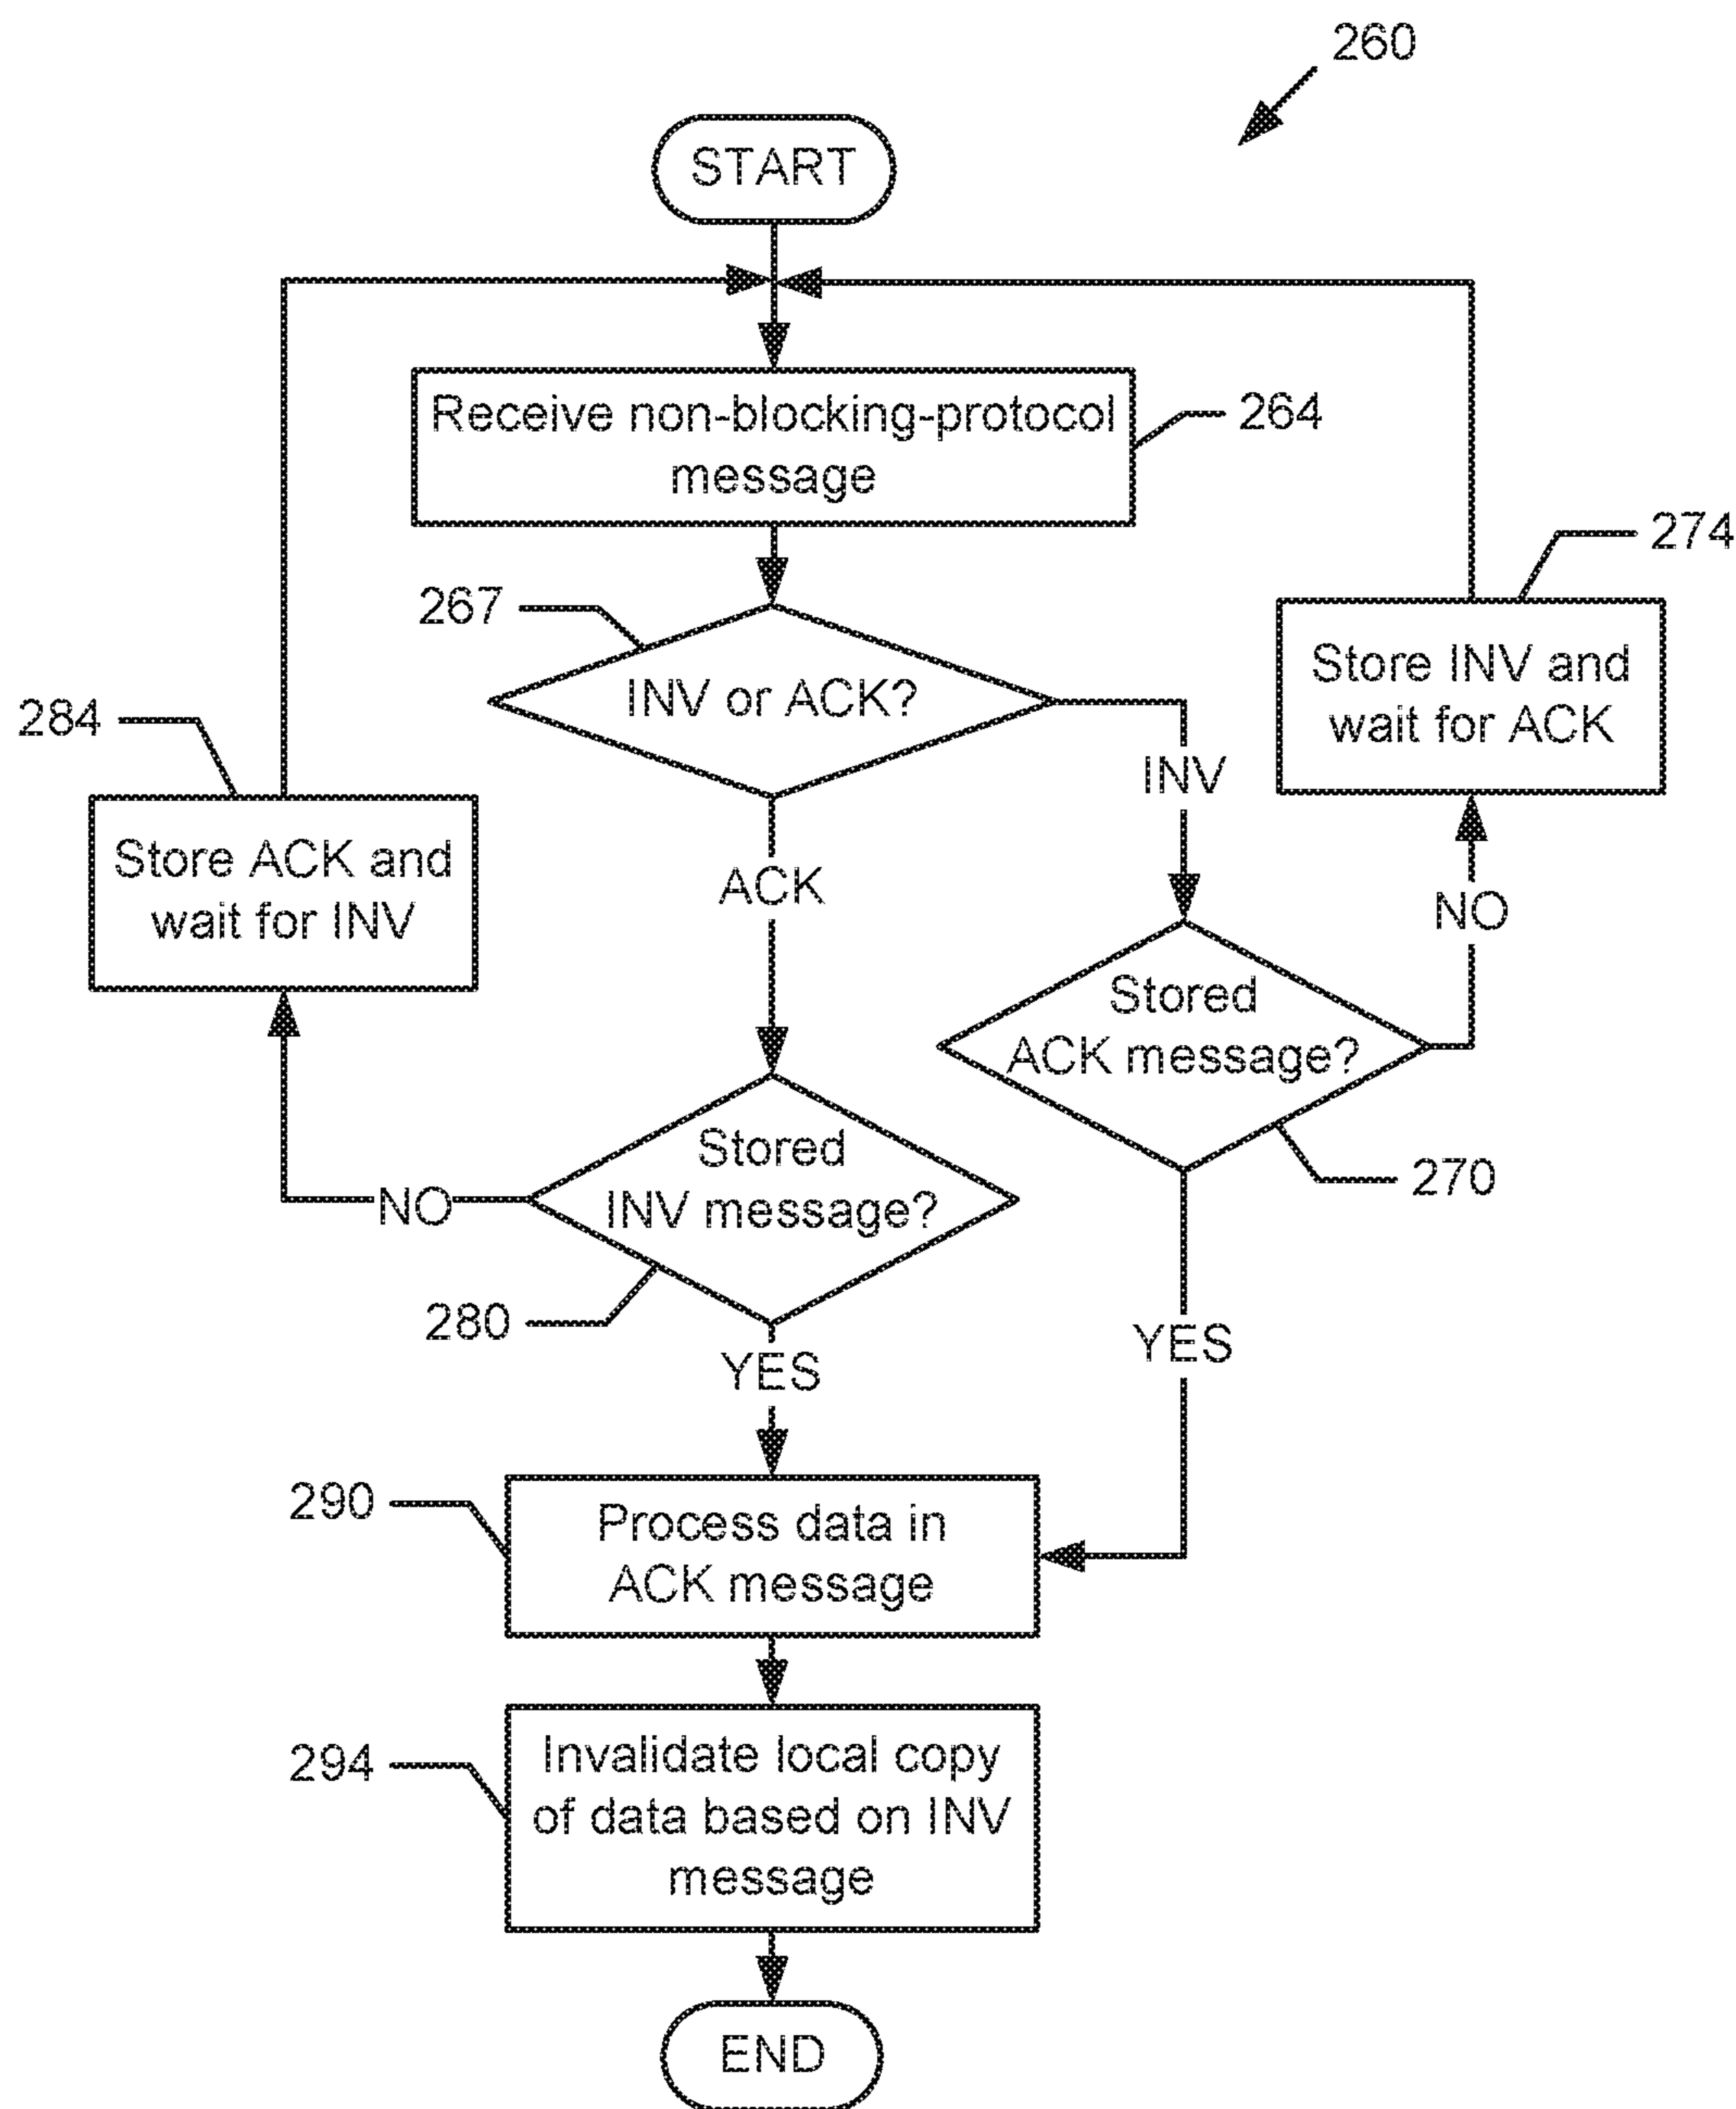 260
START
Receive non-blocking-protocol
message
264
274
267
INV or ACK?
Store INV and
wait for ACK
284
INV
Store ACK and
wait for INV
ACK
NO
Stored
ACK message?
Stored
INV message?
270
NO
280
YES
YES
290
Process data in
ACK message
294
Invalidate local copy
of data based on INV
message
END